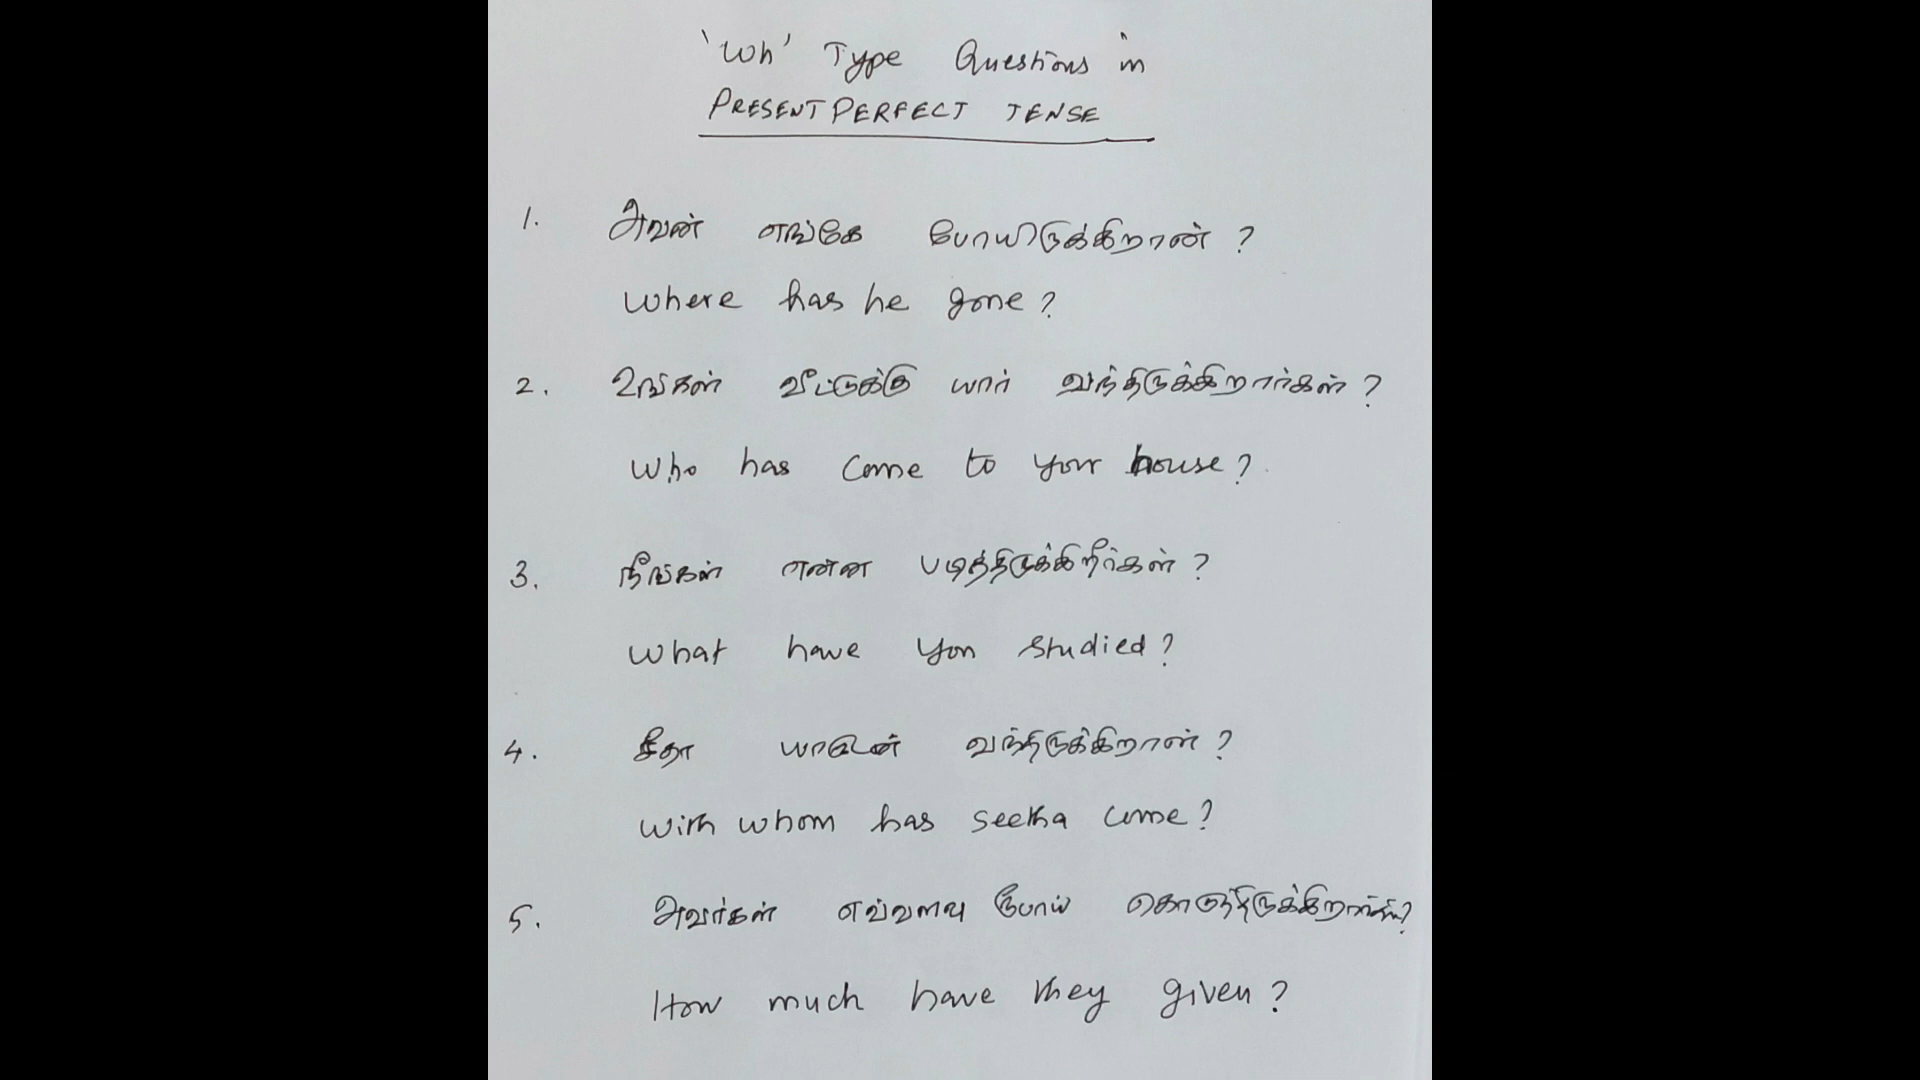 'Wh' Type Questions in
PRESENT PERFECT TENSE
1. அவன் எங்கே போயிருக்கிறான் ?
Where has he gone?
2. உங்கள் வீட்டுக்கு யார் வந்திருக்கிறார்கள் ?
Who has come to your house?
3. நீங்கள் என்ன படித்திருக்கிறீர்கள் ?
What have you studied?
4. சீதா யாருடன் வந்திருக்கிறாள் ?
With whom has seetha come?
5. அவர்கள் எவ்வளவு ரூபாய்
How much have they given?